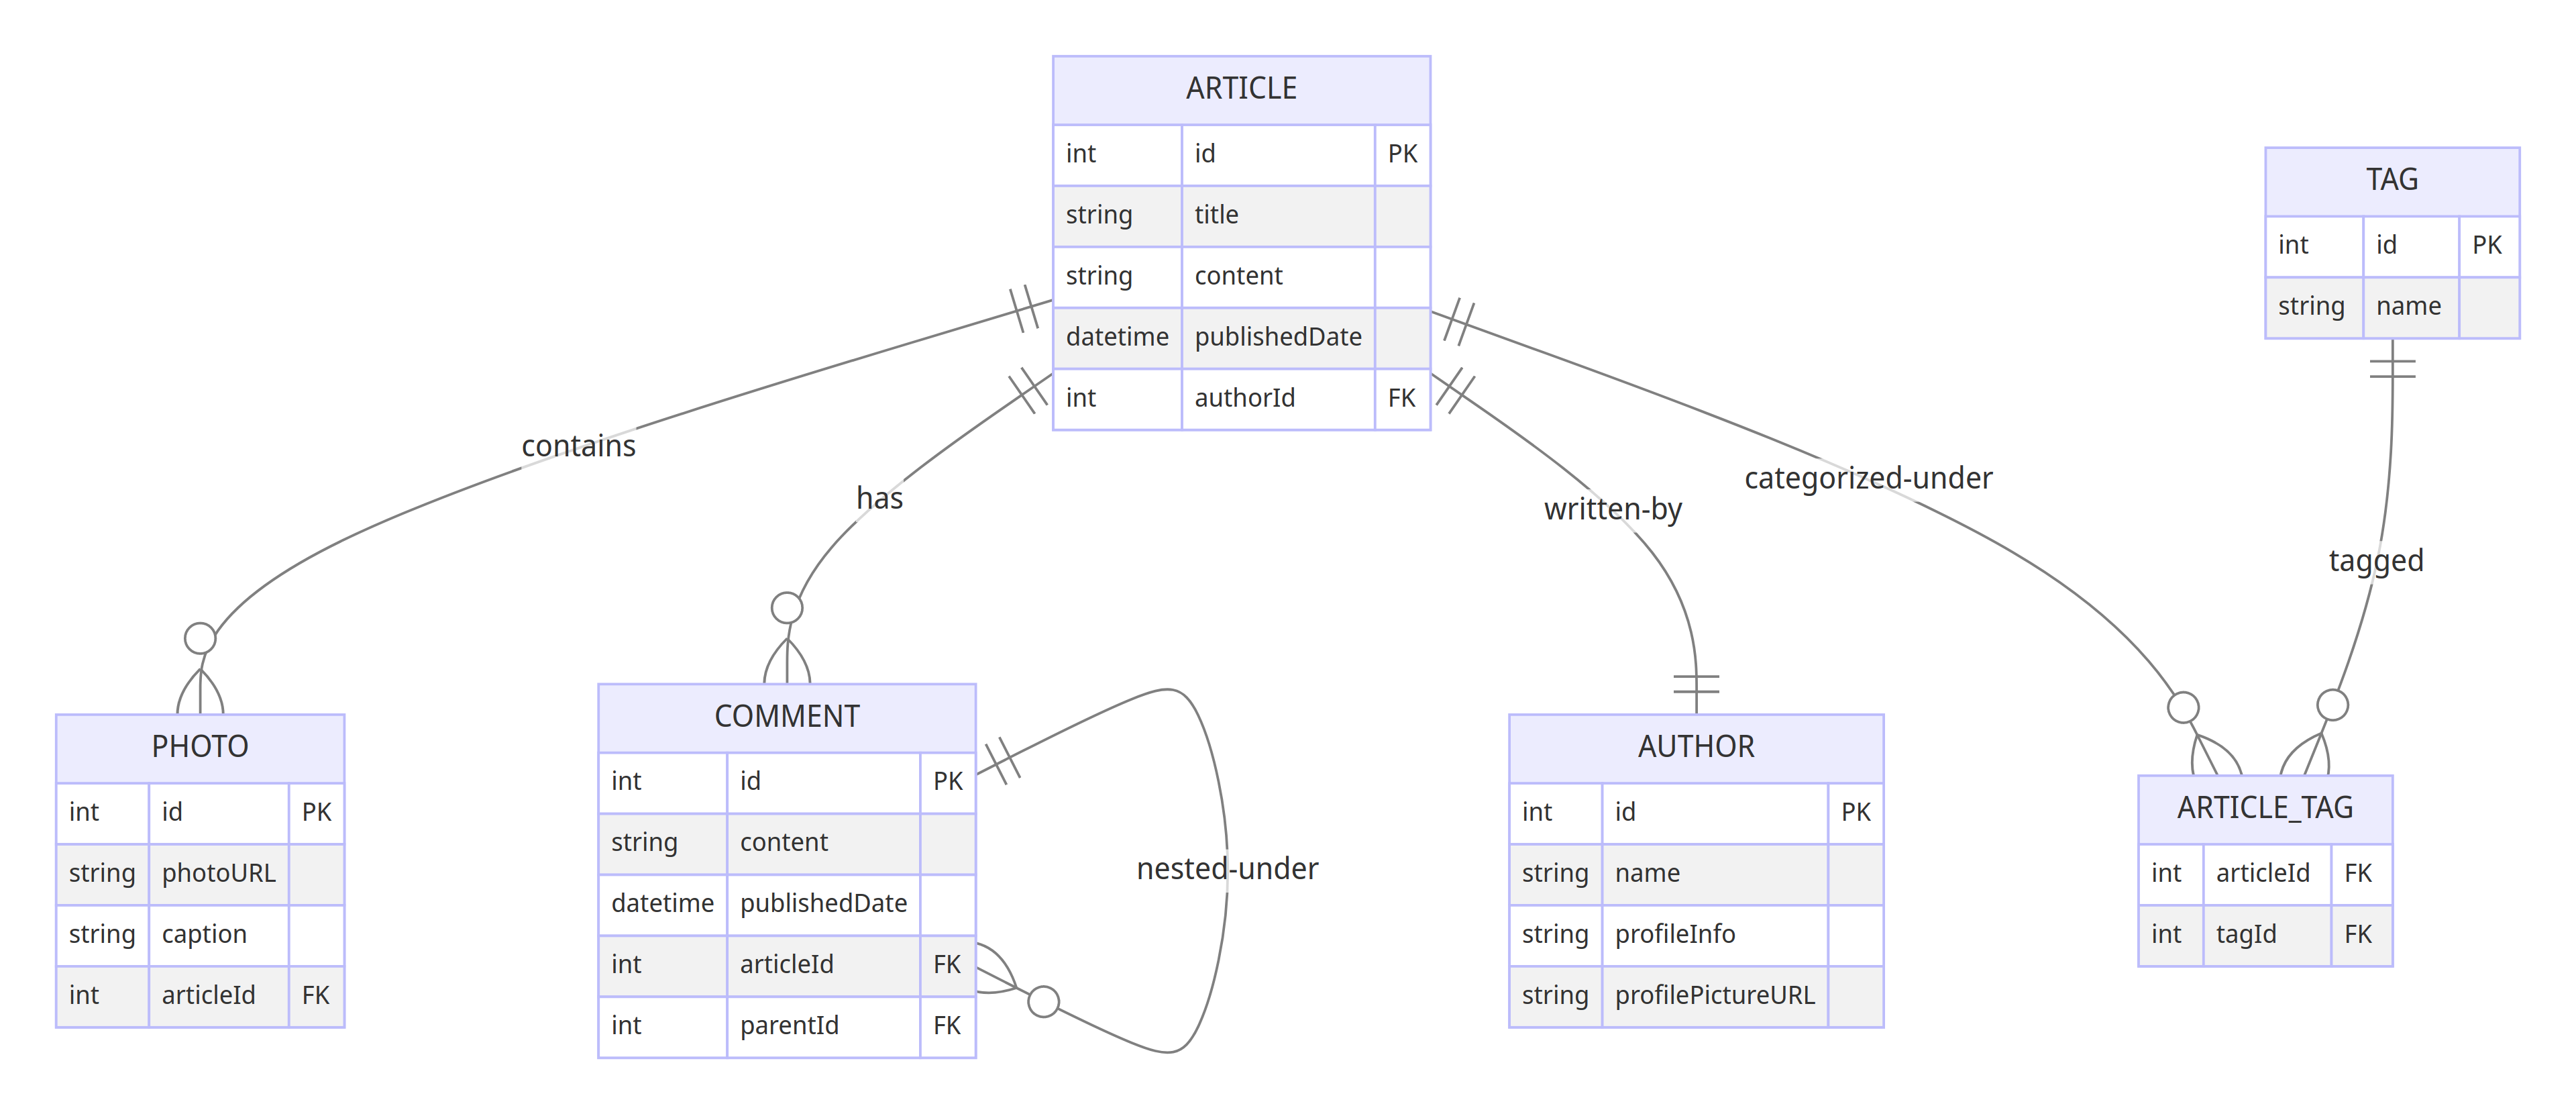 ARTICLE
int id PK
string title
string content
datetime publishedDate
int authorId FK
TAG
int id PK
string name
contains
has
written-by
categorized-under
tagged
PHOTO
int id PK
string photoURL
string caption
int articleId FK
COMMENT
int id PK
string content
datetime publishedDate
int articleId FK
int parentId FK
nested-under
AUTHOR
int id PK
string name
string profileInfo
string profilePictureURL
ARTICLE_TAG
int articleId FK
int tagId FK